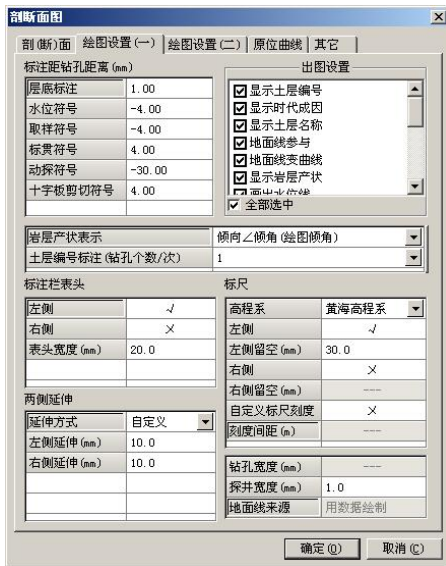 剖断面图
剖(断)面 绘图设置(一) 绘图设置(二) 原位曲线 其它
标注距钻孔距离(mm)
层底标注 1.00
水位符号 -4.00
取样符号 -4.00
标贯符号 4.00
动探符号 -30.00
十字板剪切符号 4.00
出图设置
显示土层编号
显示时代成因
显示土层名称
地面线参与
地面线变曲线
显示岩层产状
画出水位线
全部选中
岩层产状表示 倾向∠倾角(绘图倾角)
土层编号标注(钻孔个数/次) 1
标注栏表头
左侧 √
右侧 ×
表头宽度(mm) 20.0
两侧延伸
延伸方式 自定义
左侧延伸(mm) 10.0
右侧延伸(mm) 10.0
标尺
高程系 黄海高程系
左侧 √
左侧留空(mm) 30.0
右侧 ×
右侧留空(mm) ---
自定义标尺刻度 ×
刻度间距(m) ---
钻孔宽度(mm) ---
探井宽度(mm) 1.0
地面线来源 用数据绘制
确定(O) 取消(C)